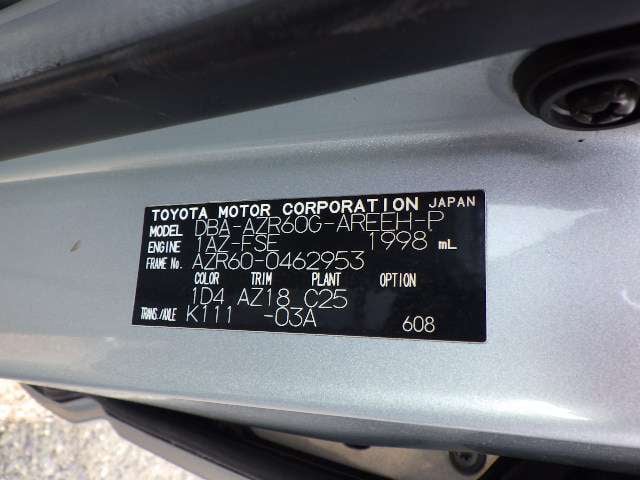 TOYOTA MOTOR CORPORATION JAPAN
MODEL DBA-AZR60G-AREEH-P
ENGINE 1AZ-FSE 1998 mL
FRAME No. AZR60-0462953
COLOR TRIM PLANT OPTION
1D4 AZ18 C25
TRANS./AXLE K111 -03A 608